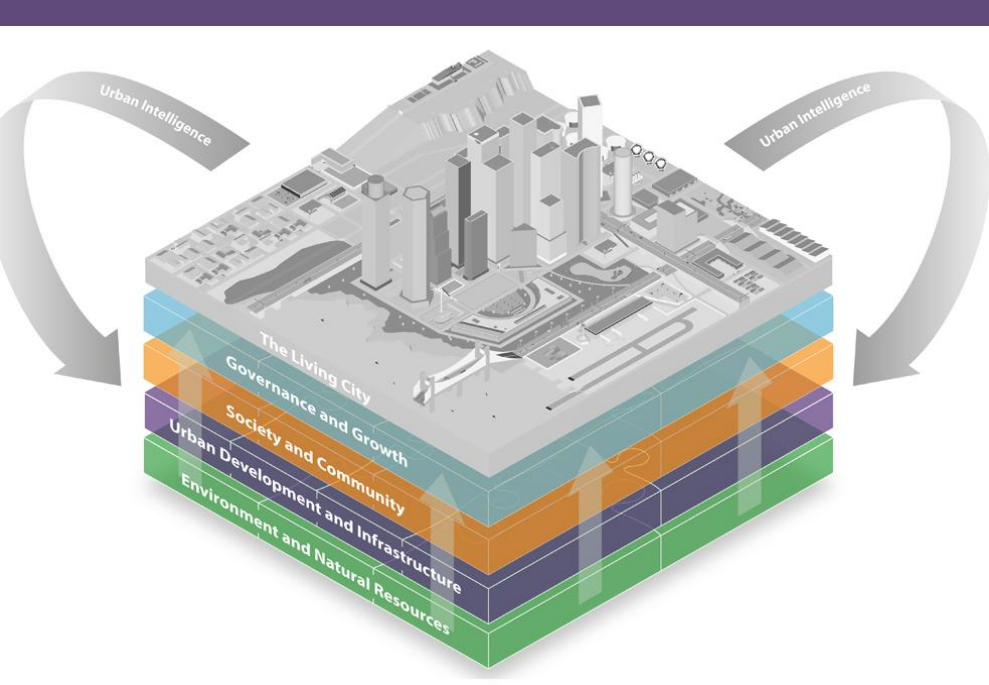 Urban Intelligence
Urban Intelligence
The Living City
Governance and Growth
Society and Community
Urban Development and Infrastructure
Environment and Natural Resources